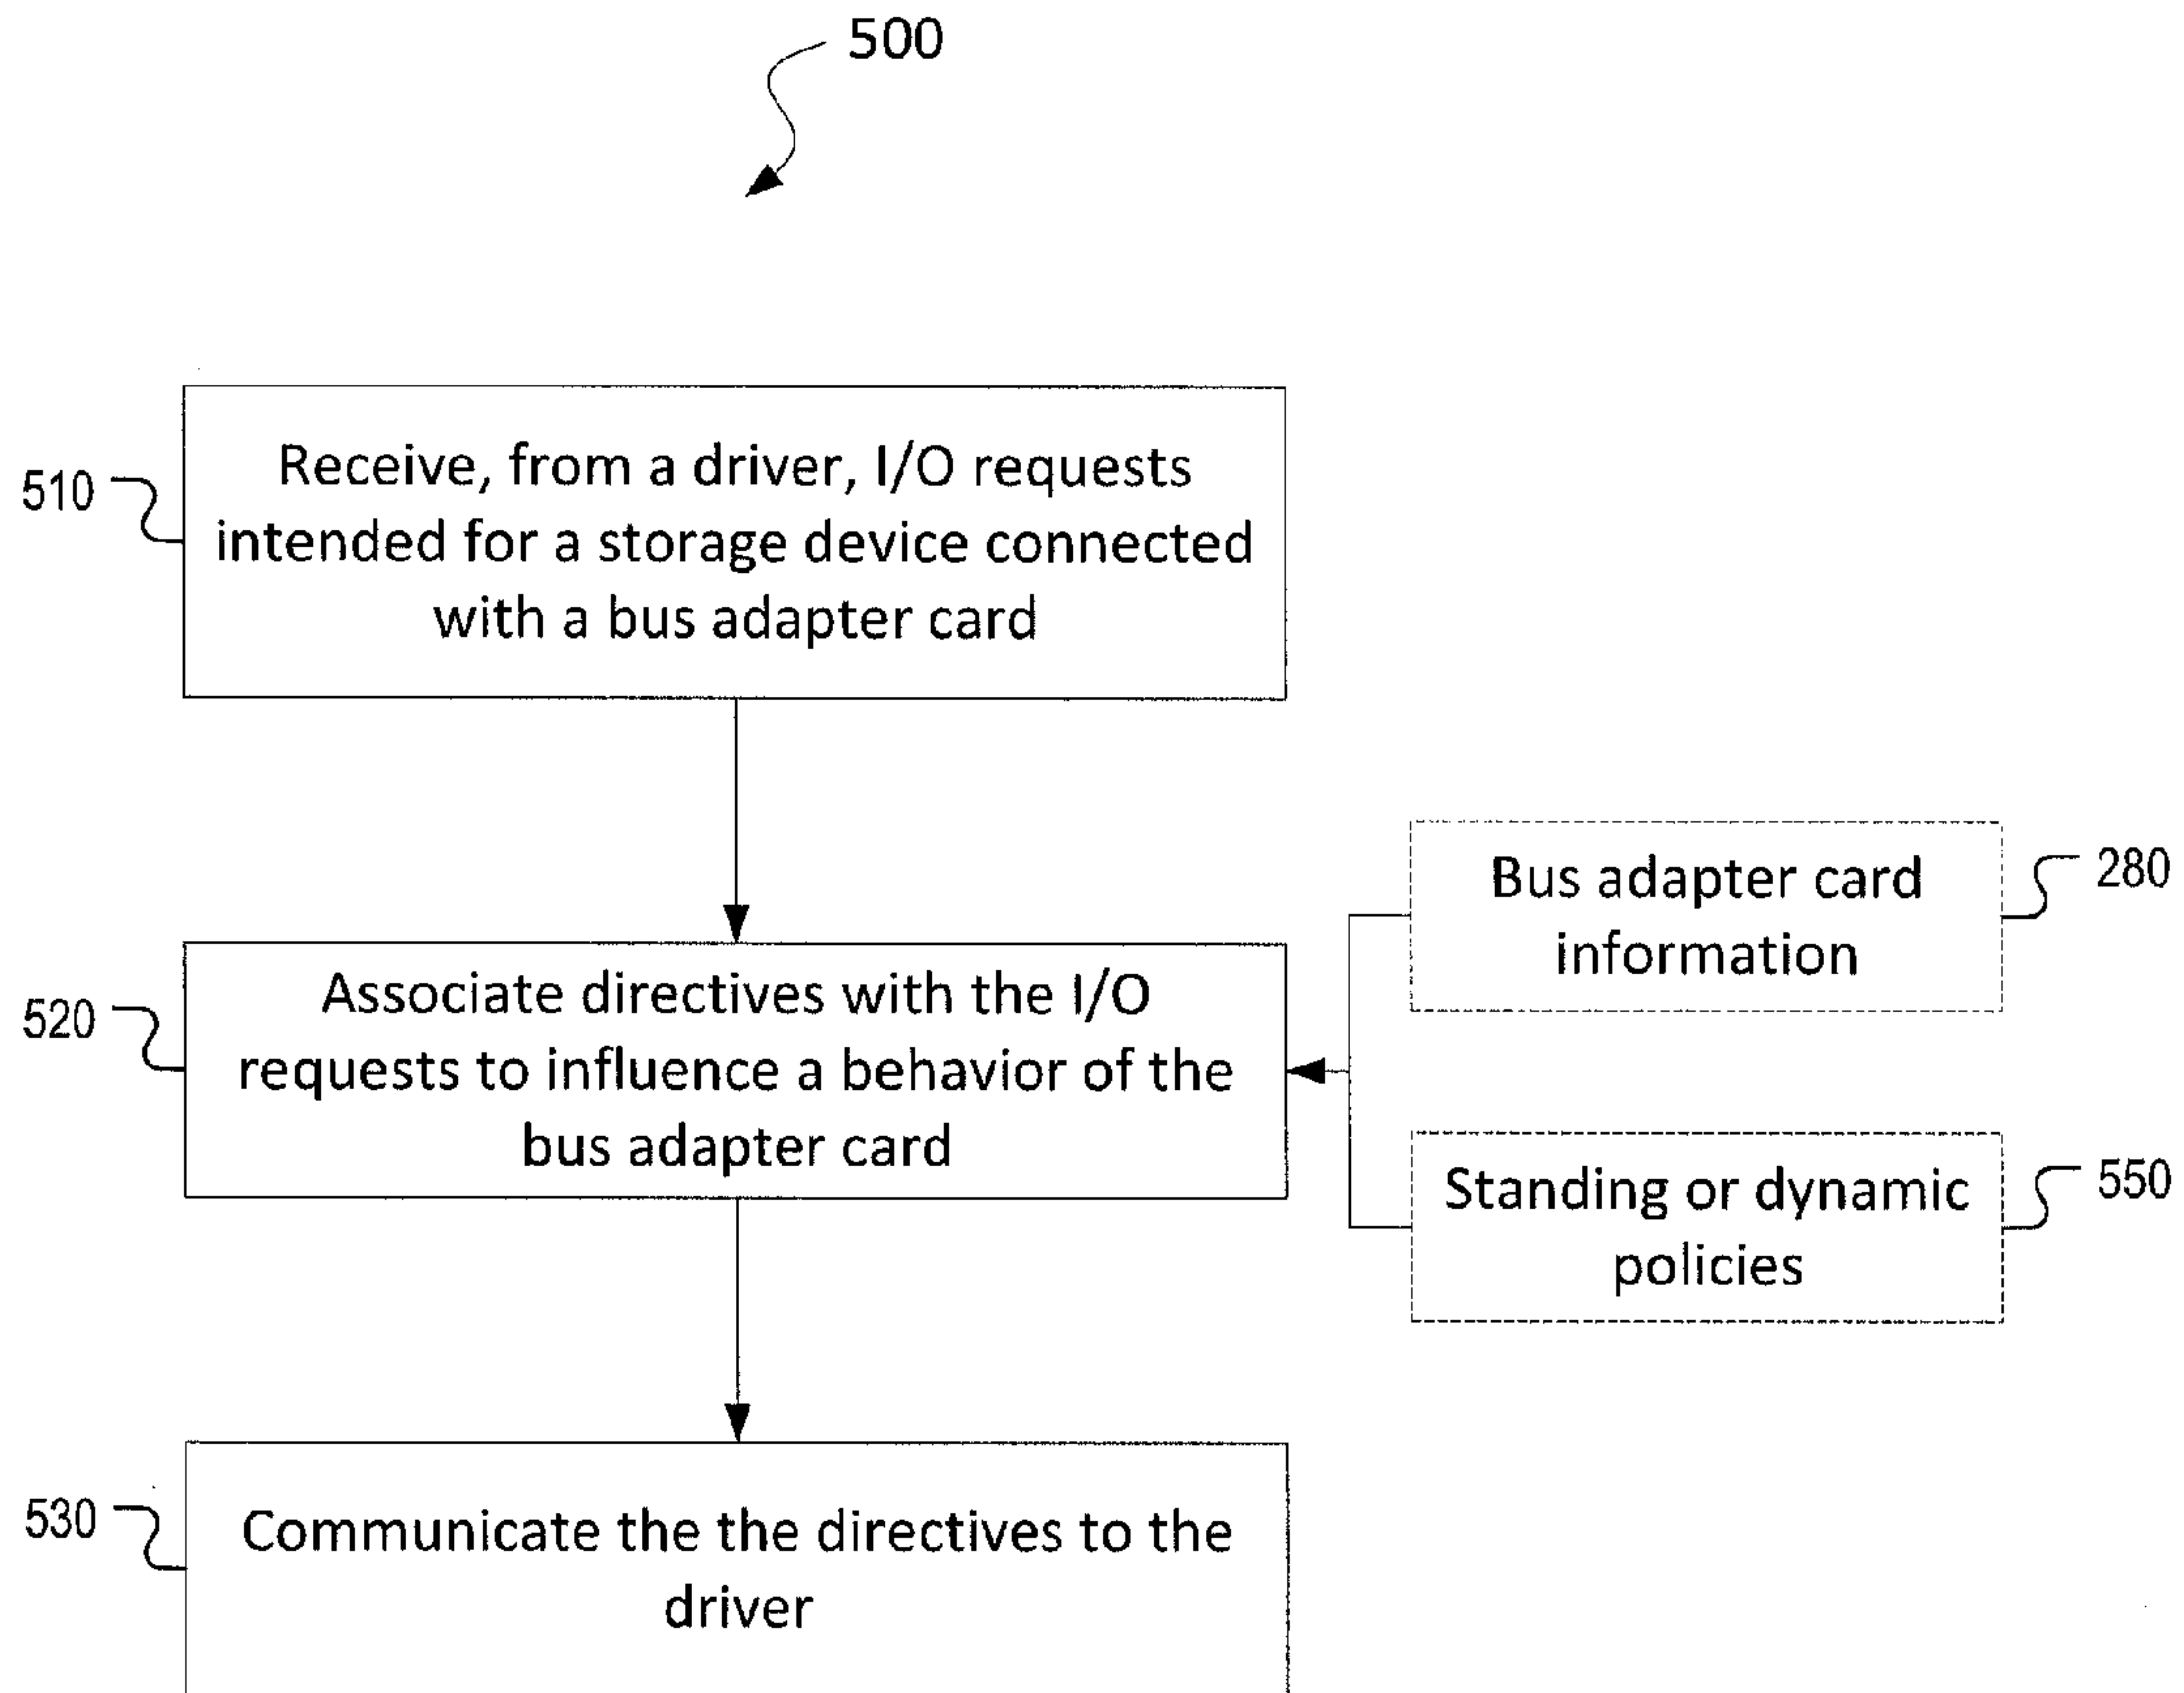 500
510
Receive, from a driver, I/O requests
intended for a storage device connected
with a bus adapter card
520
Associate directives with the I/O
requests to influence a behavior of the
bus adapter card
Bus adapter card
information
280
Standing or dynamic
policies
550
530
Communicate the the directives to the
driver